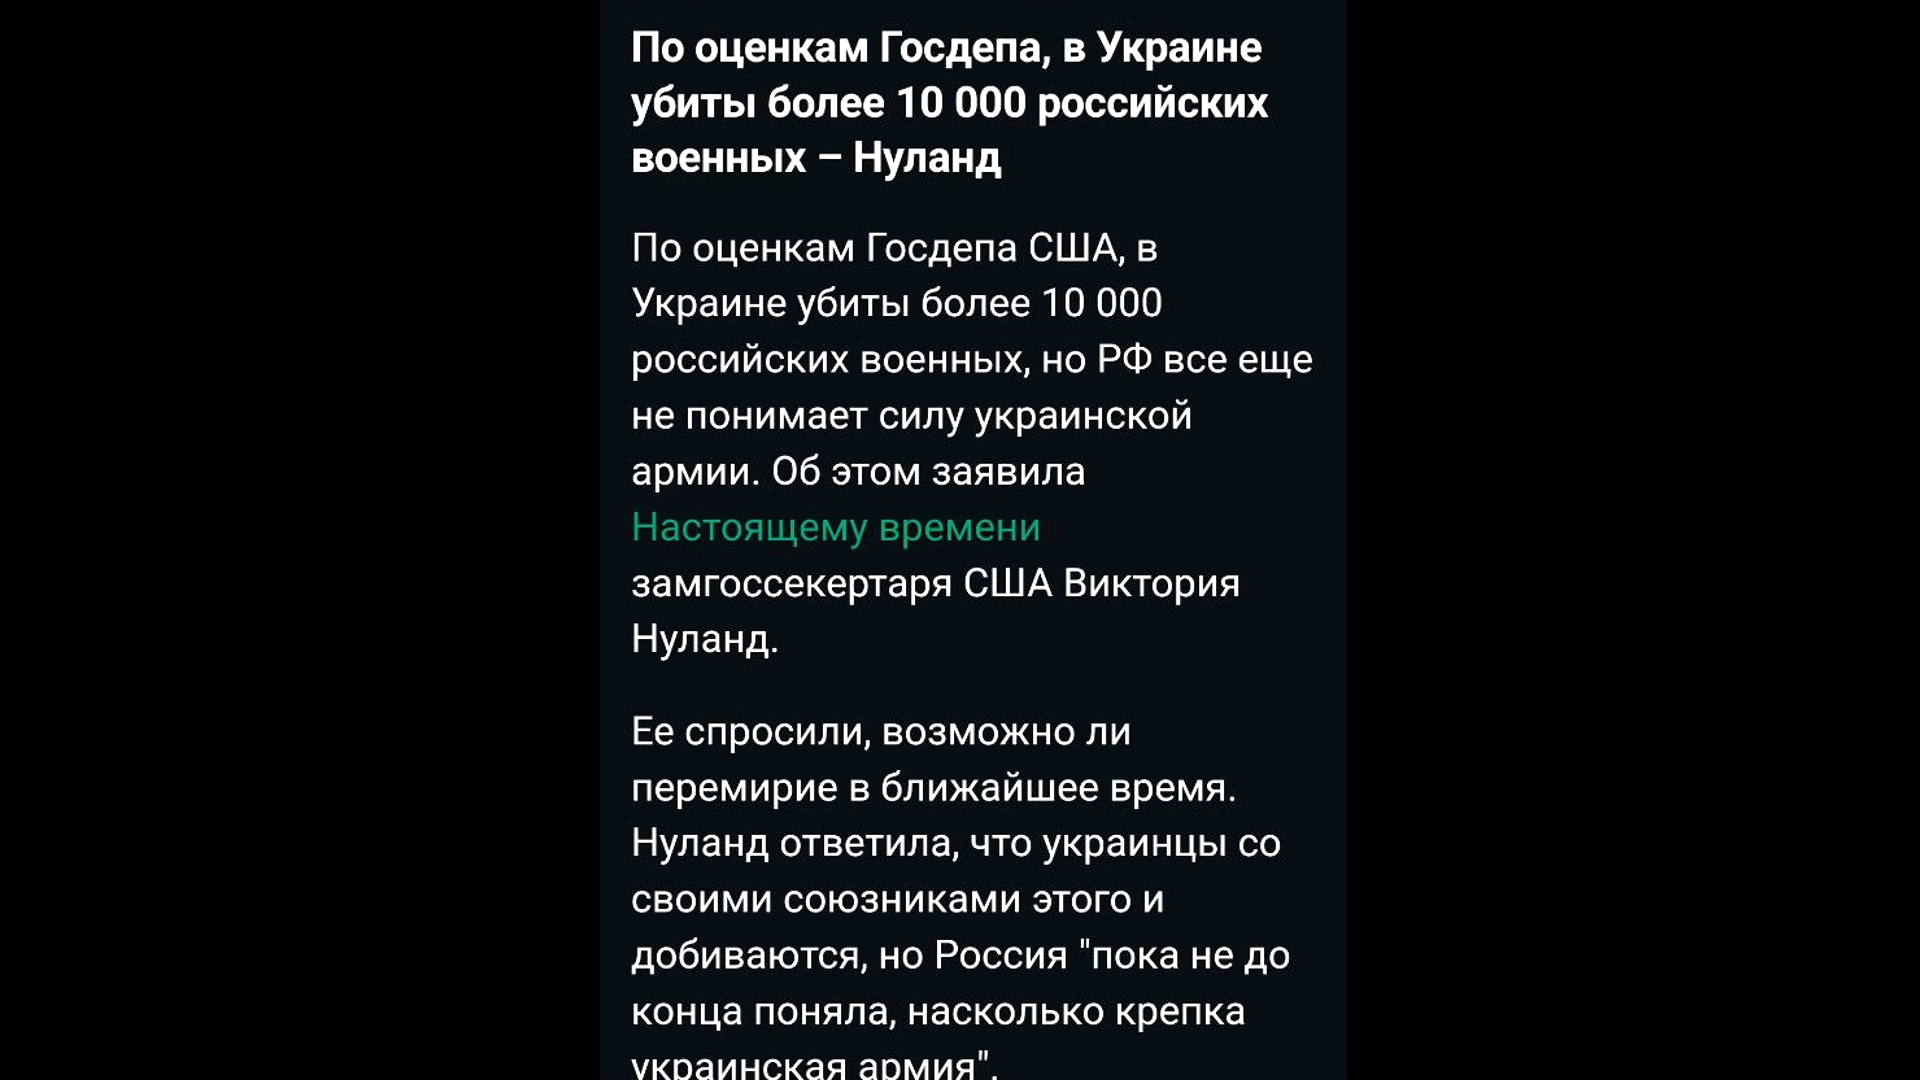 По оценкам Госдепа, в Украине
убиты более 10 000 российских
военных – Нуланд
По оценкам Госдепа США, в
Украине убиты более 10 000
российских военных, но РФ все еще
не понимает силу украинской
армии. Об этом заявила
Настоящему времени
замгоссекертаря США Виктория
Нуланд.
Ее спросили, возможно ли
перемирие в ближайшее время.
Нуланд ответила, что украинцы со
своими союзниками этого и
добиваются, но Россия "пока не до
конца поняла, насколько крепка
украинская армия".